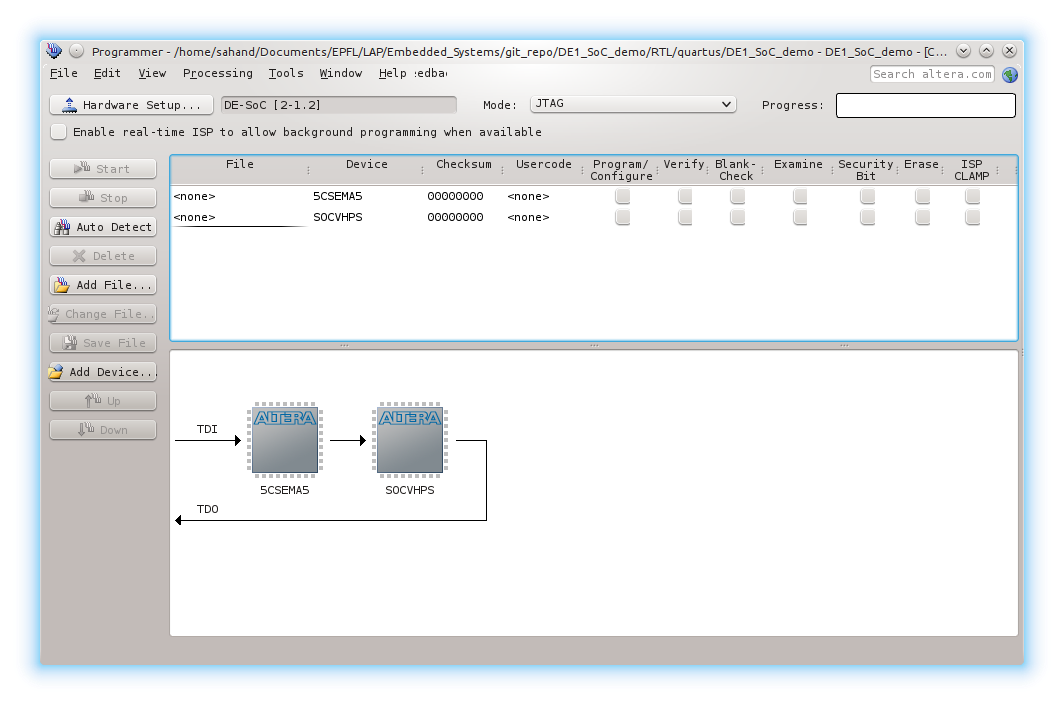 Programmer - /home/sahand/Documents/EPFL/LAP/Embedded_Systems/git_repo/DE1_SoC_demo/RTL/quartus/DE1_SoC_demo - DE1_SoC_demo - [C...
File Edit View Processing Tools Window Help :edbac
Search altera.com
Hardware Setup... DE-SoC [2-1.2] Mode: JTAG Progress:
Enable real-time ISP to allow background programming when available
Start
Stop
Auto Detect
Delete
Add File...
Change File..
Save File
Add Device..
Up
Down
File Device Checksum Usercode Program/ Configure Verify Blank- Check Examine Security Bit Erase ISP CLAMP
<none> 5CSEMA5 00000000 <none>
<none> SOCVHPS 00000000 <none>
ALTERA ALTERA
TDI
5CSEMA5 SOCVHPS
TDO